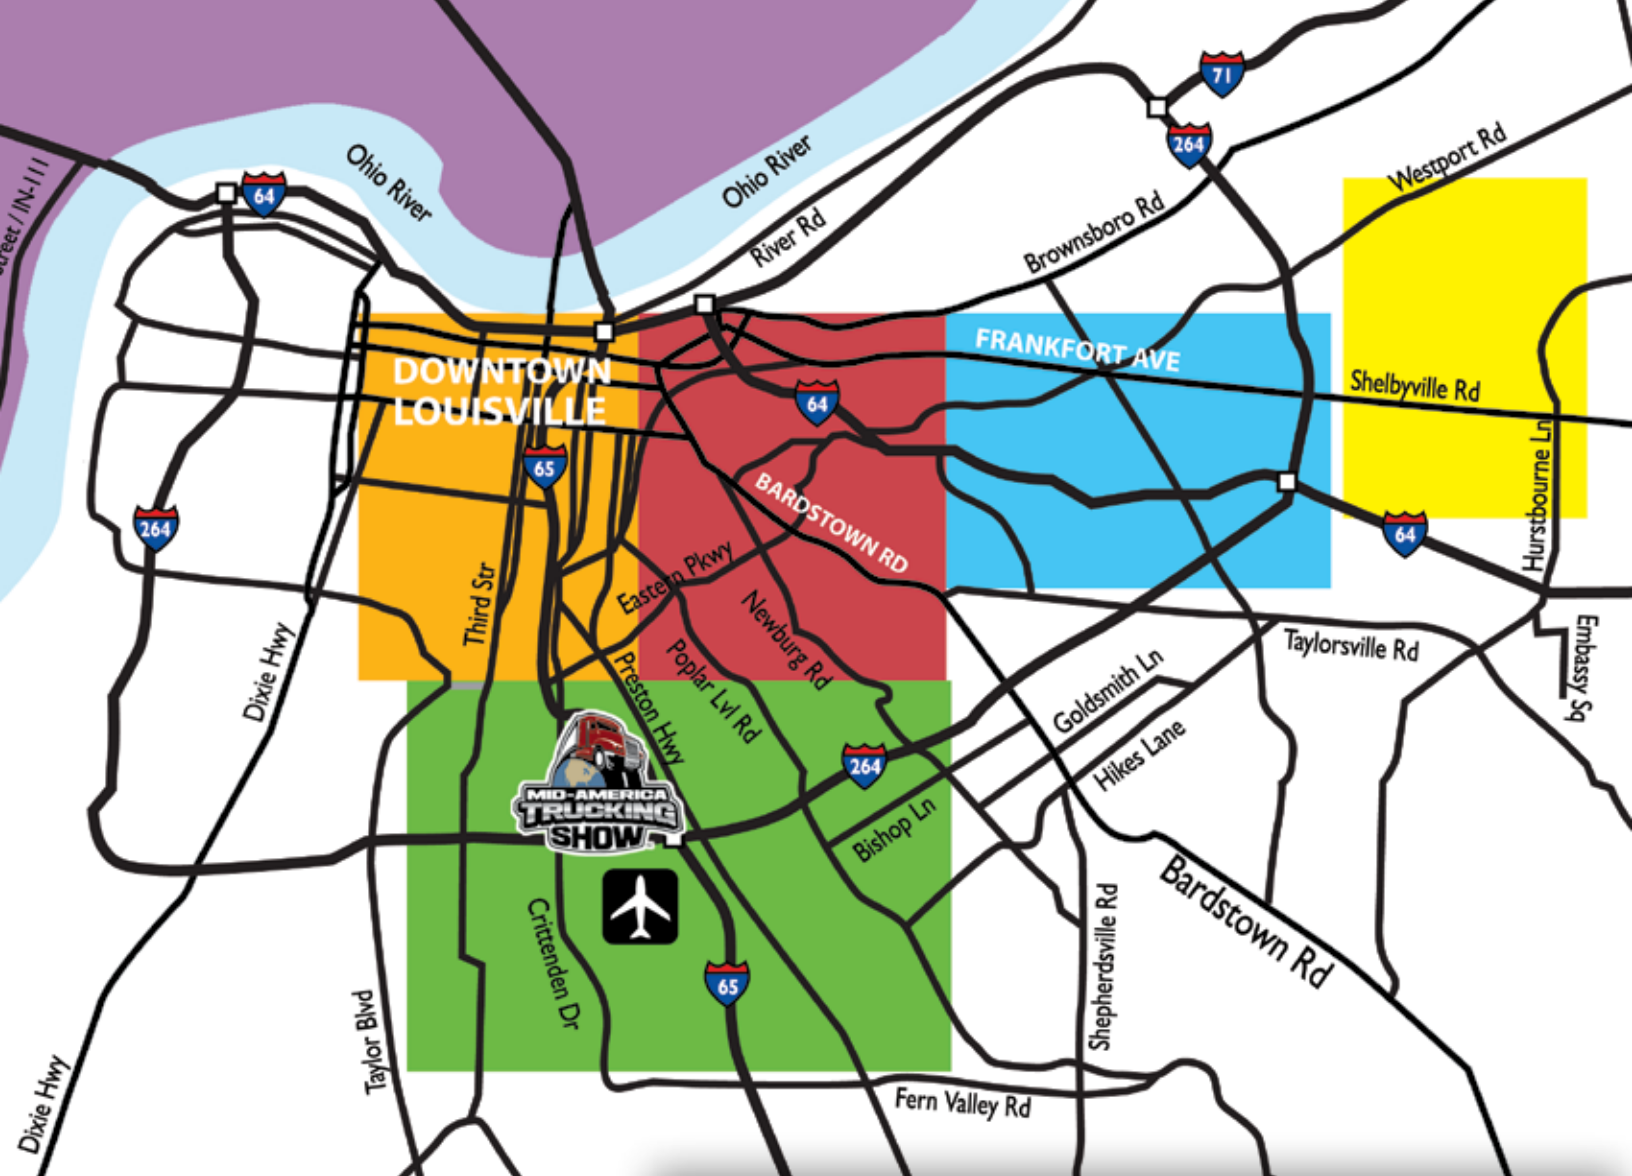 71
264
Westport Rd
Ohio River
Ohio River
64
street / IN-111
River Rd
Brownsboro Rd
FRANKFORT AVE
DOWNTOWN
LOUISVILLE
Shelbyville Rd
64
65
BARDSTOWN RD
Hurstbourne Ln
264
64
Eastern Pkwy
Third Str
Newburg Rd
Dixie Hwy
Poplar Lvl Rd
Preston Hwy
Taylorsville Rd
Embassy Sq
Goldsmith Ln
Hikes Lane
264
MID-AMERICA
TRUCKING
SHOW
Bishop Ln
Bardstown Rd
Crittenden Dr
Shepherdsville Rd
65
Taylor Blvd
Dixie Hwy
Fern Valley Rd